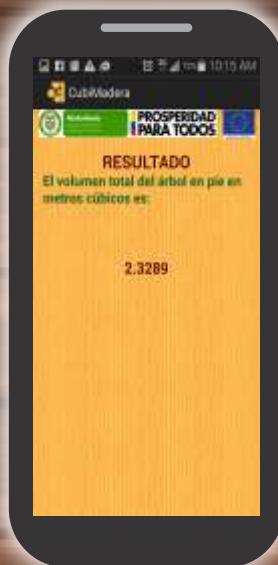 10:15 AM
CubiMadera
PROSPERIDAD
PARA TODOS
RESULTADO
El volumen total del árbol en pie en
metros cúbicos es:
2.3289